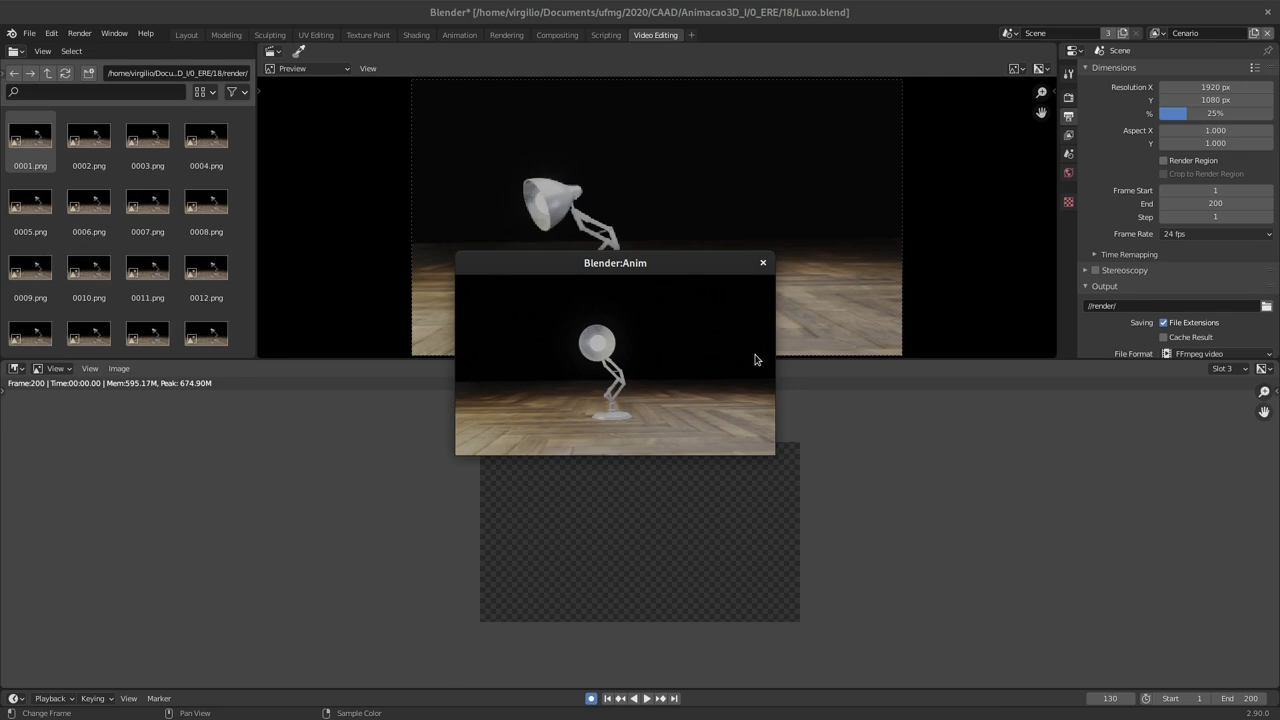 Blender* [/home/virgilio/Documents/ufmg/2020/CAAD/Animacao3D_I/0_ERE/18/Luxo.blend]
File Edit Render Window Help Layout Modeling Sculpting UV Editing Texture Paint Shading Animation Rendering Compositing Scripting Video Editing + Scene 3 Cenario
View Select Scene
Preview View Dimensions
/home/virgilio/Docu...D_I/0_ERE/18/render/
Resolution X 1920 px
Y 1080 px
% 25%
Aspect X 1.000
Y 1.000
Render Region
Crop to Render Region
0001.png 0002.png 0003.png 0004.png
Frame Start 1
End 200
Step 1
0005.png 0006.png 0007.png 0008.png
Frame Rate 24 fps
Time Remapping
Blender:Anim
Stereoscopy
Output
0009.png 0010.png 0011.png 0012.png
//render/
Saving File Extensions
Cache Result
File Format FFmpeg video
View View Image Slot 3
Frame:200 | Time:00:00.00 | Mem:595.17M, Peak: 674.90M
Playback Keying View Marker 130 Start 1 End 200
Change Frame Pan View Sample Color 2.90.0